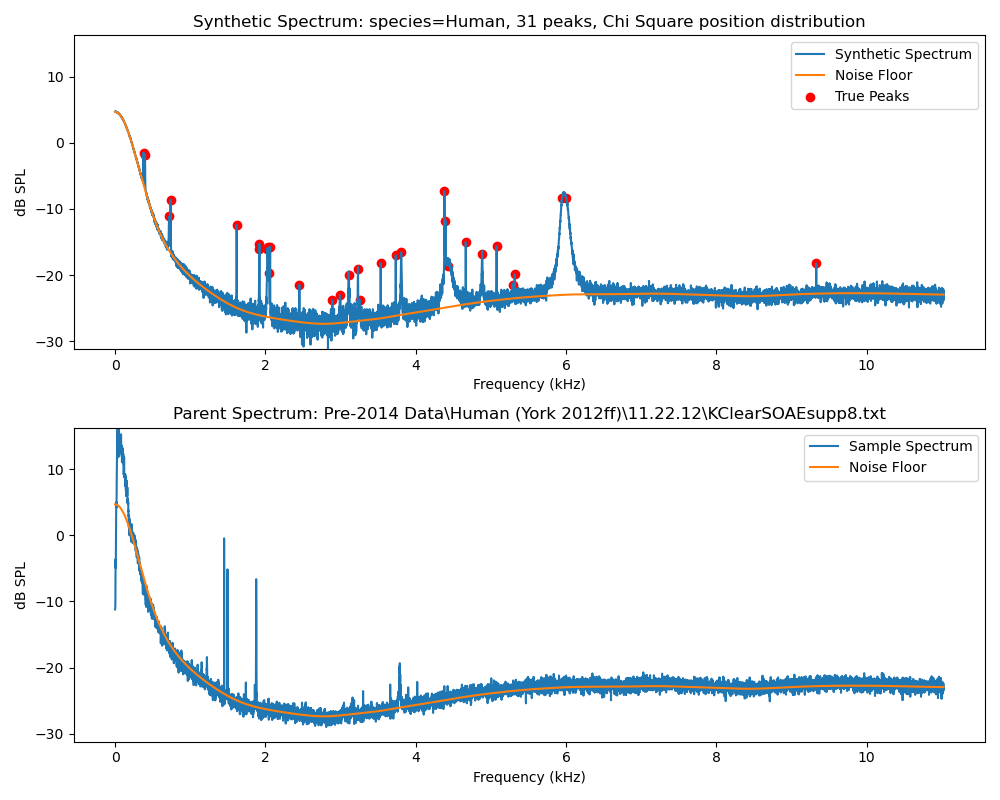 Synthetic Spectrum: species=Human, 31 peaks, Chi Square position distribution
Synthetic Spectrum
Noise Floor
True Peaks
dB SPL
10
0
−10
−20
−30
0 2 4 6 8 10
Frequency (kHz)
Parent Spectrum: Pre-2014 Data\Human (York 2012ff)\11.22.12\KClearSOAEsupp8.txt
Sample Spectrum
Noise Floor
dB SPL
10
0
−10
−20
−30
0 2 4 6 8 10
Frequency (kHz)